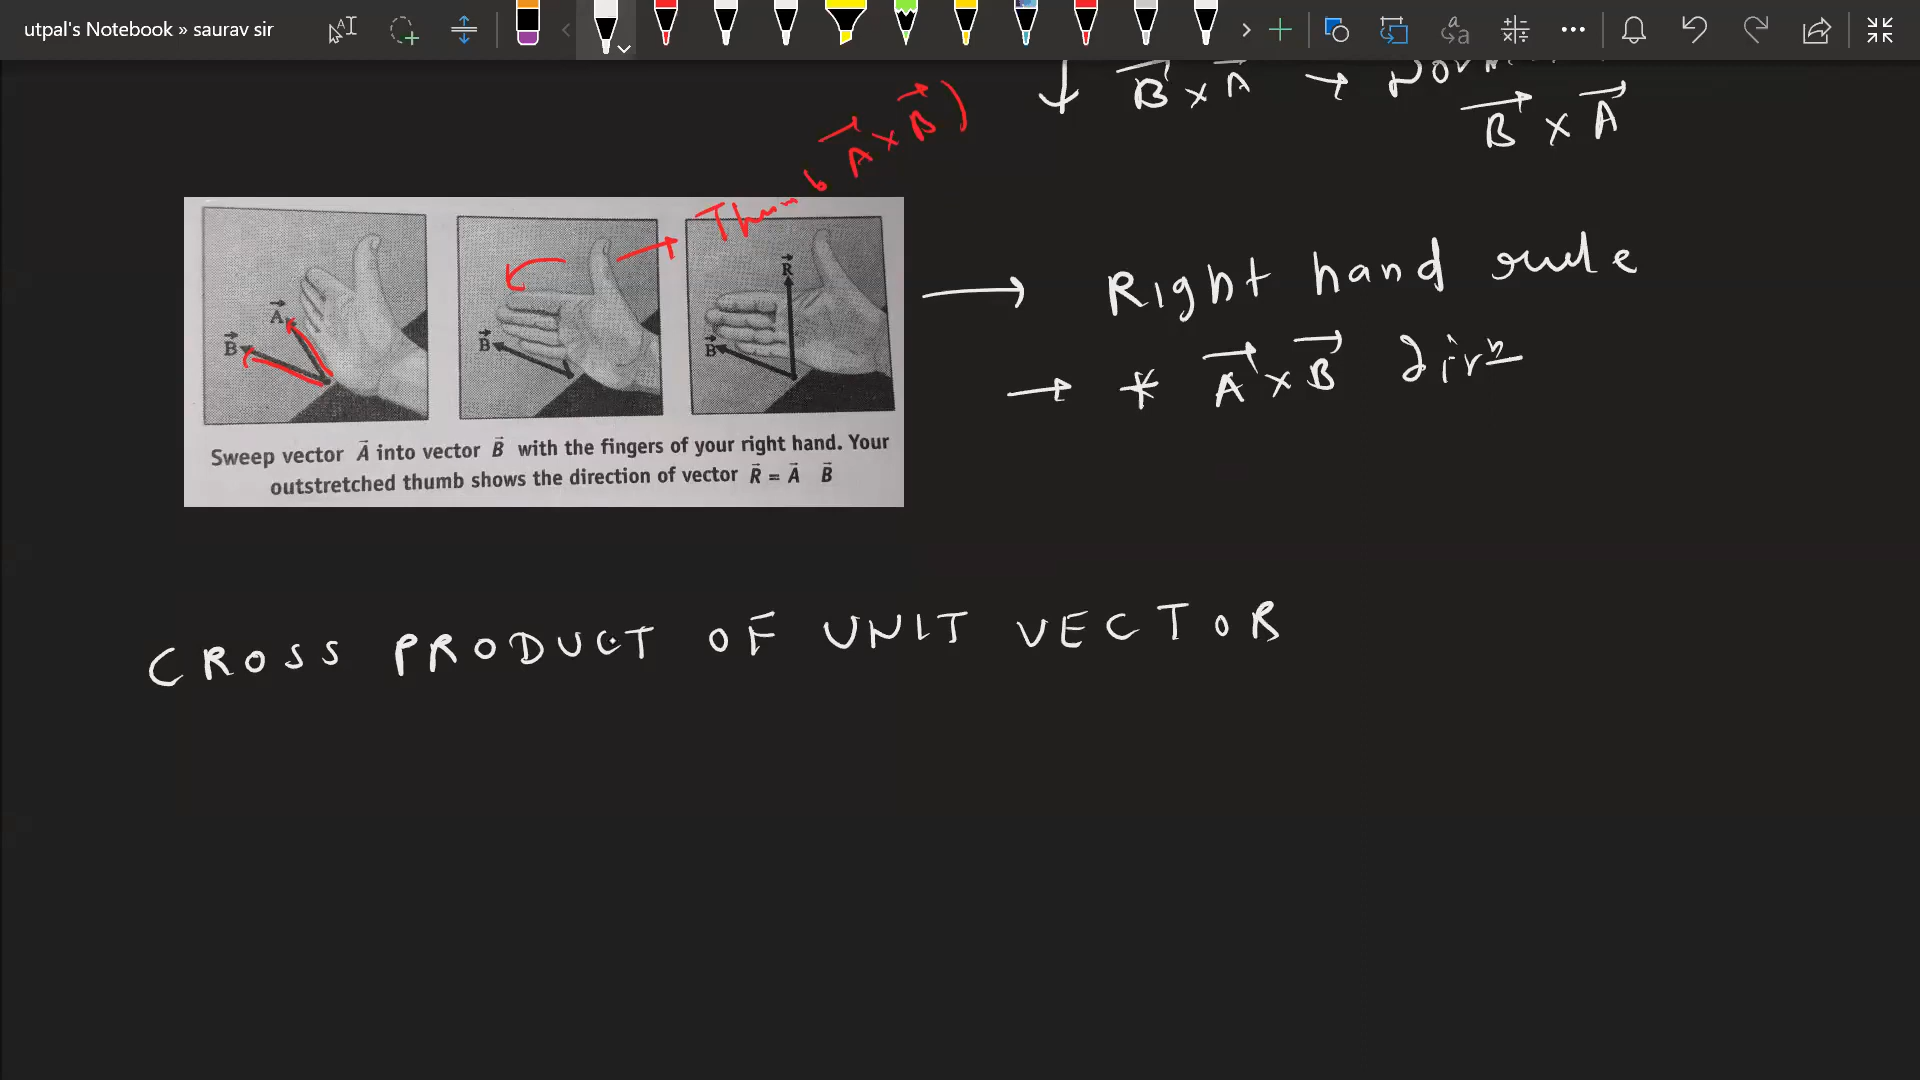 utpal's Notebook » saurav sir
B × A →
B × A
Thumb (A × B)
→ Right hand rule
→ * A × B dirn
A
B
B
R
B
Sweep vector A into vector B with the fingers of your right hand. Your
outstretched thumb shows the direction of vector R = A B
CROSS PRODUCT OF UNIT VECTOR